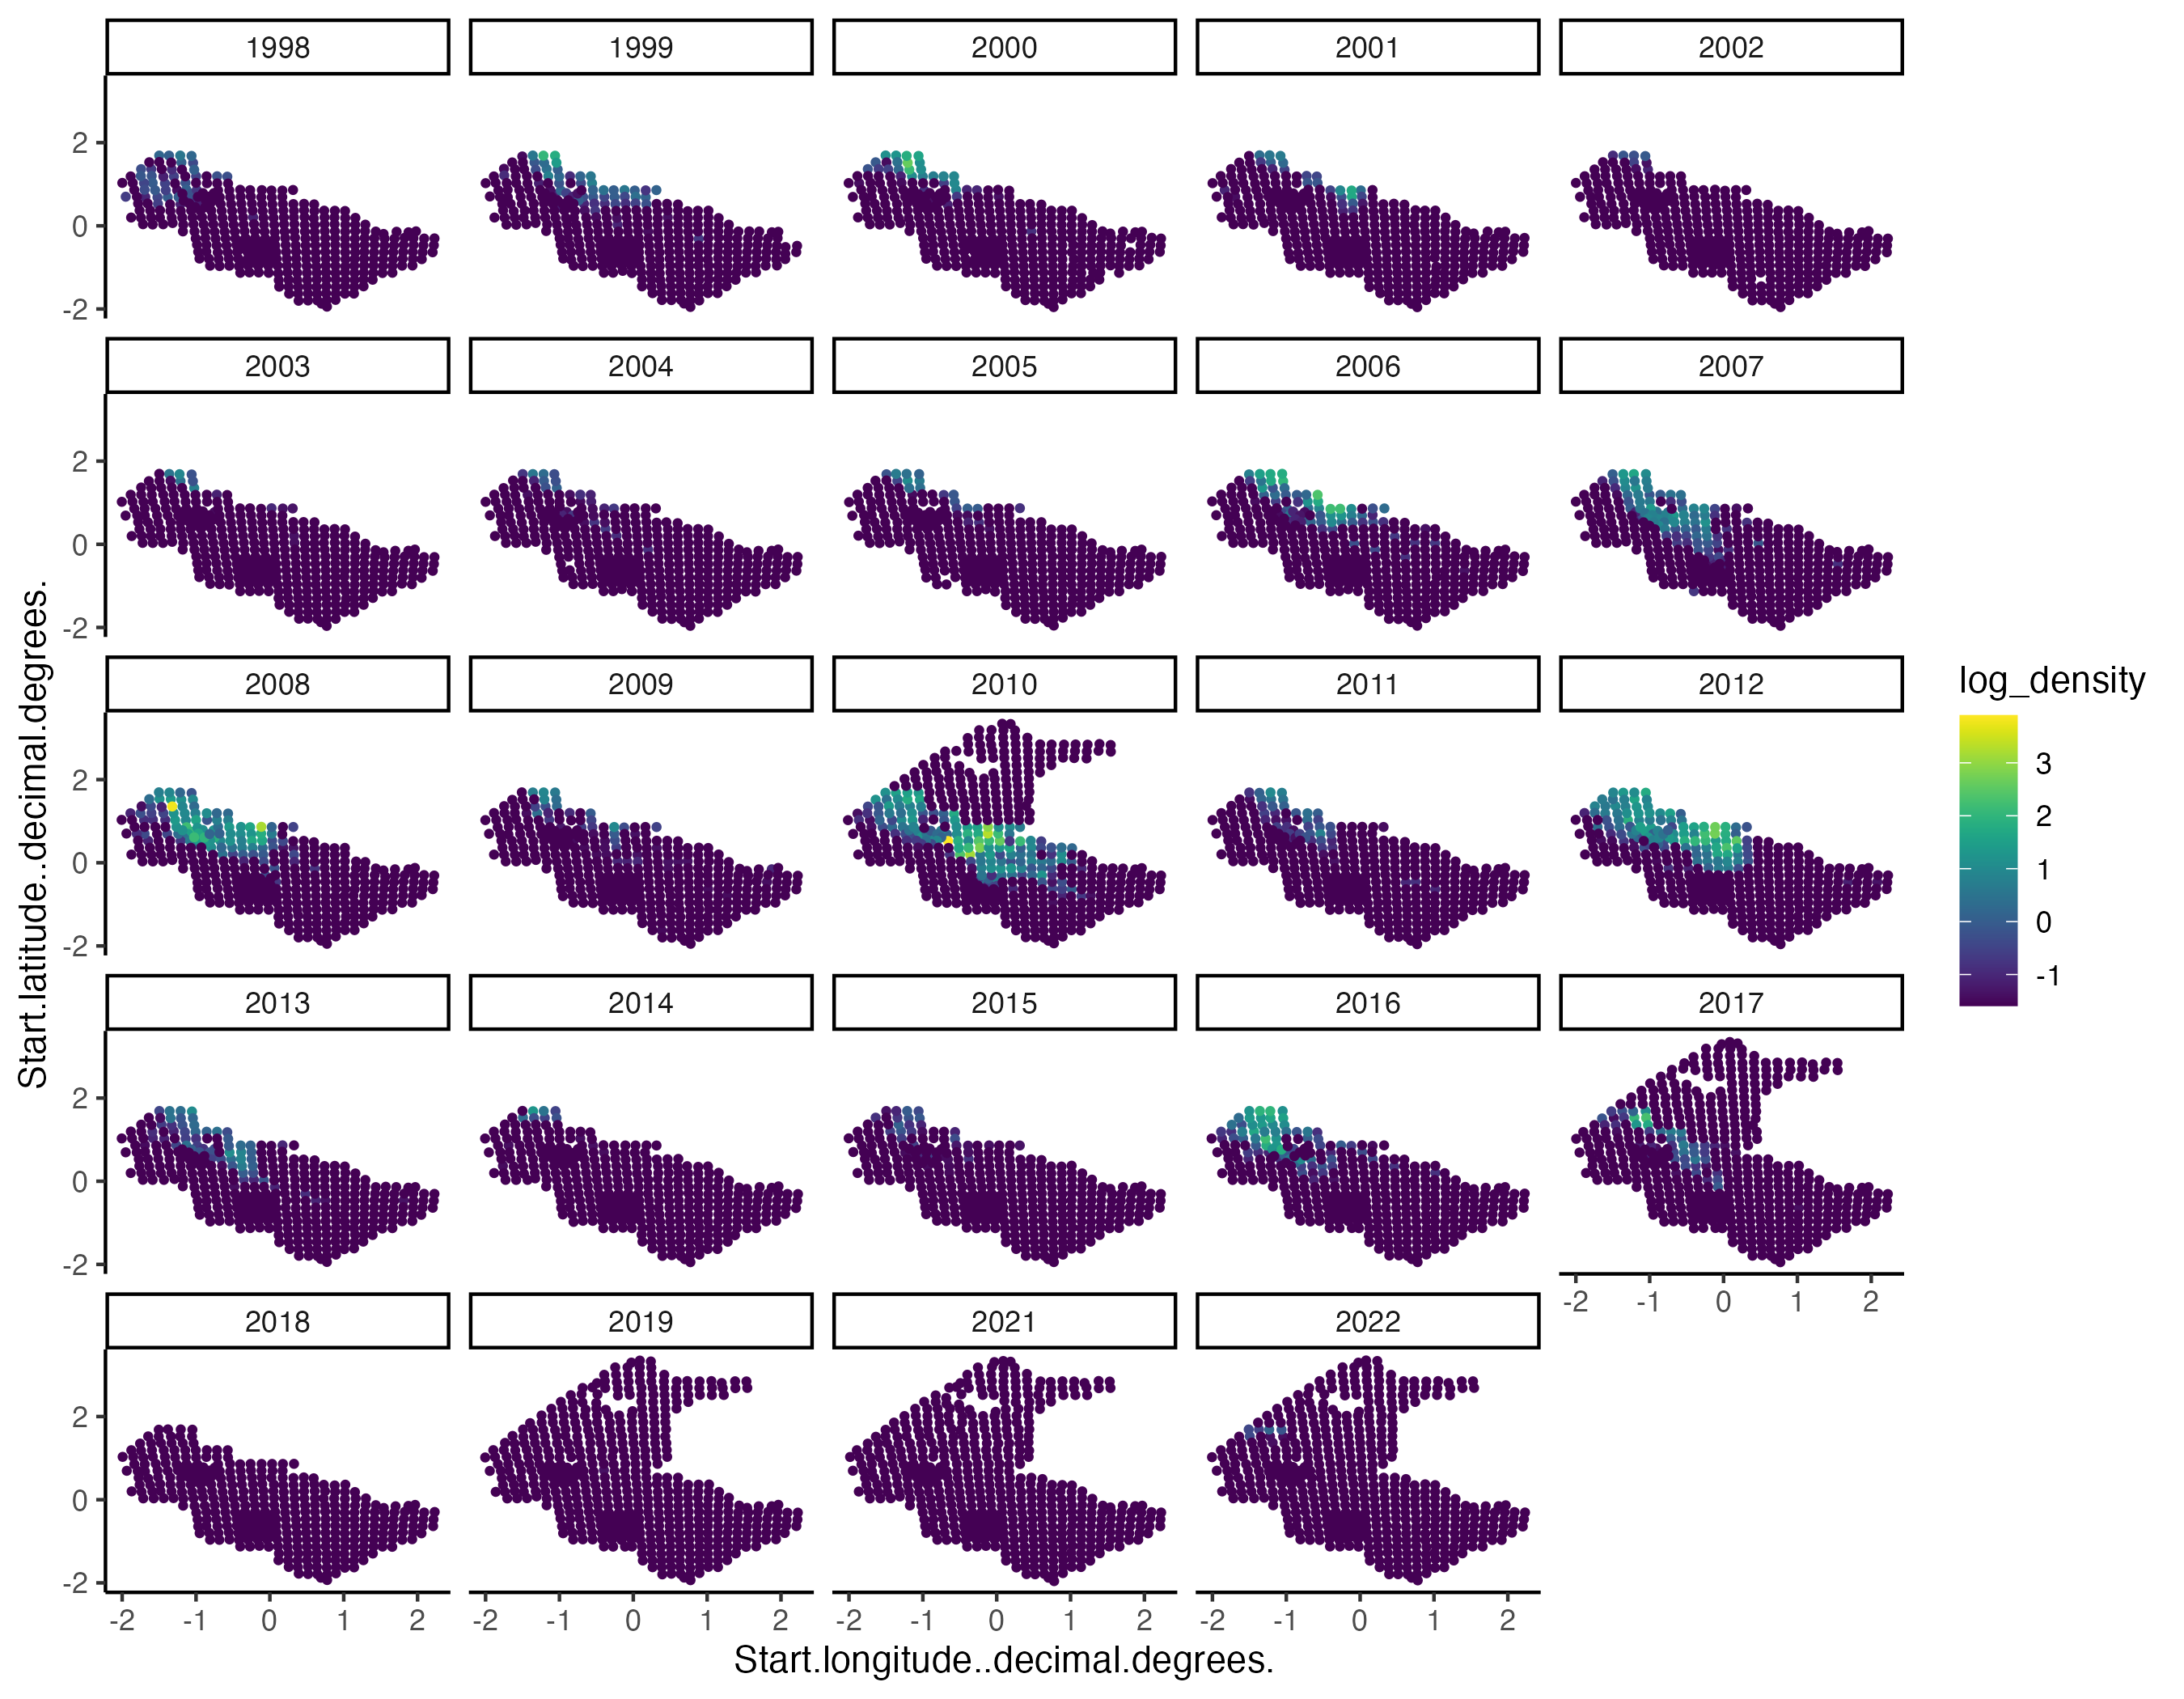 1998 1999 2000 2001 2002
2
0
-2
2003 2004 2005 2006 2007
2
0
-2
2008 2009 2010 2011 2012
2
0
-2
2013 2014 2015 2016 2017
2
0
-2
-2 -1 0 1 2
2018 2019 2021 2022
2
0
-2
-2 -1 0 1 2 -2 -1 0 1 2 -2 -1 0 1 2 -2 -1 0 1 2
Start.longitude..decimal.degrees.
Start.latitude..decimal.degrees.
log_density
3
2
1
0
-1